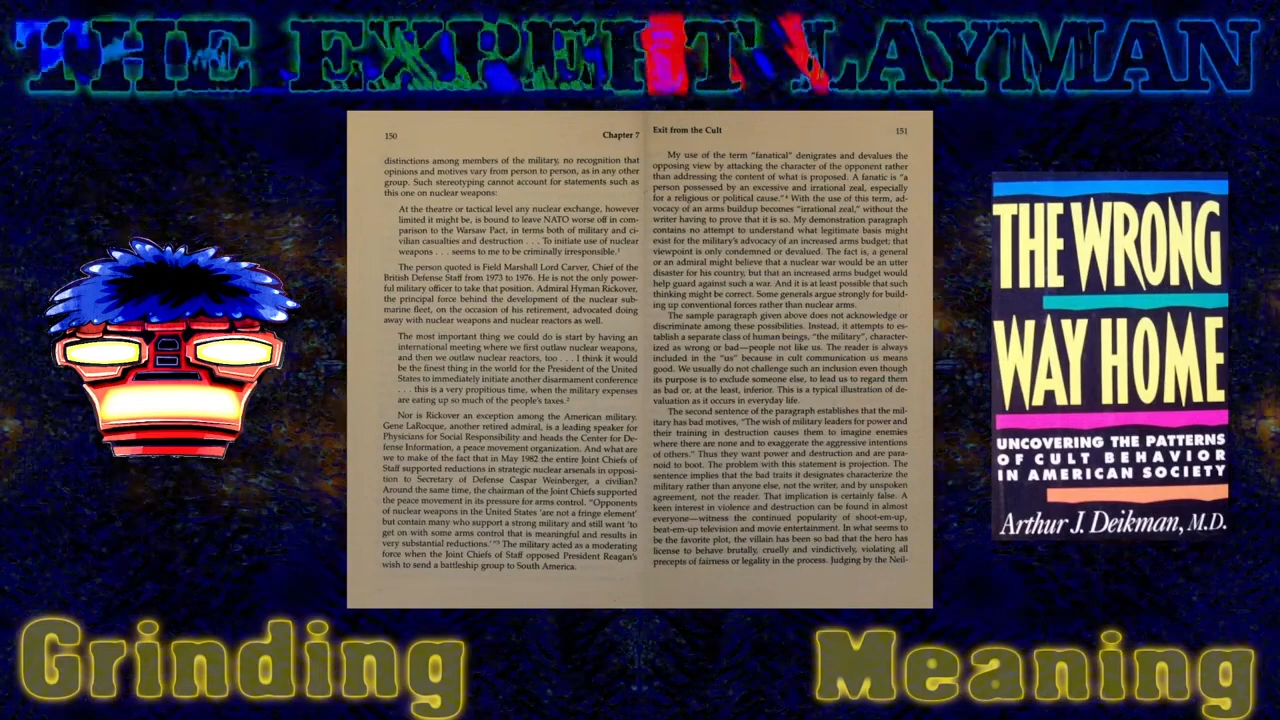 THE EXPERT LAYMAN
150
Chapter 7
distinctions among members of the military, no recognition that
opinions and motives vary from person to person, as in any other
group. Such stereotyping cannot account for statements such as
this one on nuclear weapons:
At the theatre or tactical level any nuclear exchange, however
limited it might be, is bound to leave NATO worse off in com-
parison to the Warsaw Pact, in terms both of military and ci-
vilian casualties and destruction . . . To initiate use of nuclear
weapons . . . seems to me to be criminally irresponsible.¹
The person quoted is Field Marshall Lord Carver, Chief of the
British Defense Staff from 1973 to 1976. He is not the only power-
ful military officer to take that position. Admiral Hyman Rickover,
the principal force behind the development of the nuclear sub-
marine fleet, on the occasion of his retirement, advocated doing
away with nuclear weapons and nuclear reactors as well.
The most important thing we could do is start by having an
international meeting where we first outlaw nuclear weapons,
and then we outlaw nuclear reactors, too . . . I think it would
be the finest thing in the world for the President of the United
States to immediately initiate another disarmament conference
. . . this is a very propitious time, when the military expenses
are eating up so much of the people's taxes.²
Nor is Rickover an exception among the American military.
Gene LaRocque, another retired admiral, is a leading speaker for
Physicians for Social Responsibility and heads the Center for De-
fense Information, a peace movement organization. And what are
we to make of the fact that in May 1982 the entire Joint Chiefs of
Staff supported reductions in strategic nuclear arsenals in opposi-
tion to Secretary of Defense Caspar Weinberger, a civilian?
Around the same time, the chairman of the Joint Chiefs supported
the peace movement in its pressure for arms control. "Opponents
of nuclear weapons in the United States 'are not a fringe element'
but contain many who support a strong military and still want 'to
get on with some arms control that is meaningful and results in
very substantial reductions.'"³ The military acted as a moderating
force when the Joint Chiefs of Staff opposed President Reagan's
wish to send a battleship group to South America.
Exit from the Cult
151
My use of the term "fanatical" denigrates and devalues the
opposing view by attacking the character of the opponent rather
than addressing the content of what is proposed. A fanatic is "a
person possessed by an excessive and irrational zeal, especially
for a religious or political cause."⁴ With the use of this term, ad-
vocacy of an arms buildup becomes "irrational zeal," without the
writer having to prove that it is so. My demonstration paragraph
contains no attempt to understand what legitimate basis might
exist for the military's advocacy of an increased arms budget; that
viewpoint is only condemned or devalued. The fact is, a general
or an admiral might believe that a nuclear war would be an utter
disaster for his country, but that an increased arms budget would
help guard against such a war. And it is at least possible that such
thinking might be correct. Some generals argue strongly for build-
ing up conventional forces rather than nuclear arms.
The sample paragraph given above does not acknowledge or
discriminate among these possibilities. Instead, it attempts to es-
tablish a separate class of human beings, "the military", character-
ized as wrong or bad—people not like us. The reader is always
included in the "us" because in cult communication us means
good. We usually do not challenge such an inclusion even though
its purpose is to exclude someone else, to lead us to regard them
as bad or, at the least, inferior. This is a typical illustration of de-
valuation as it occurs in everyday life.
The second sentence of the paragraph establishes that the mil-
itary has bad motives, "The wish of military leaders for power and
their training in destruction causes them to imagine enemies
where there are none and to exaggerate the aggressive intentions
of others." Thus they want power and destruction and are para-
noid to boot. The problem with this statement is projection. The
sentence implies that the bad traits it designates characterize the
military rather than anyone else, not the writer, and by unspoken
agreement, not the reader. That implication is certainly false. A
keen interest in violence and destruction can be found in almost
everyone—witness the continued popularity of shoot-em-up,
beat-em-up television and movie entertainment. In what seems to
be the favorite plot, the villain has been so bad that the hero has
license to behave brutally, cruelly and vindictively, violating all
precepts of fairness or legality in the process. Judging by the Neil-
THE WRONG
WAY HOME
UNCOVERING THE PATTERNS
OF CULT BEHAVIOR
IN AMERICAN SOCIETY
Arthur J. Deikman, M.D.
Grinding
Meaning